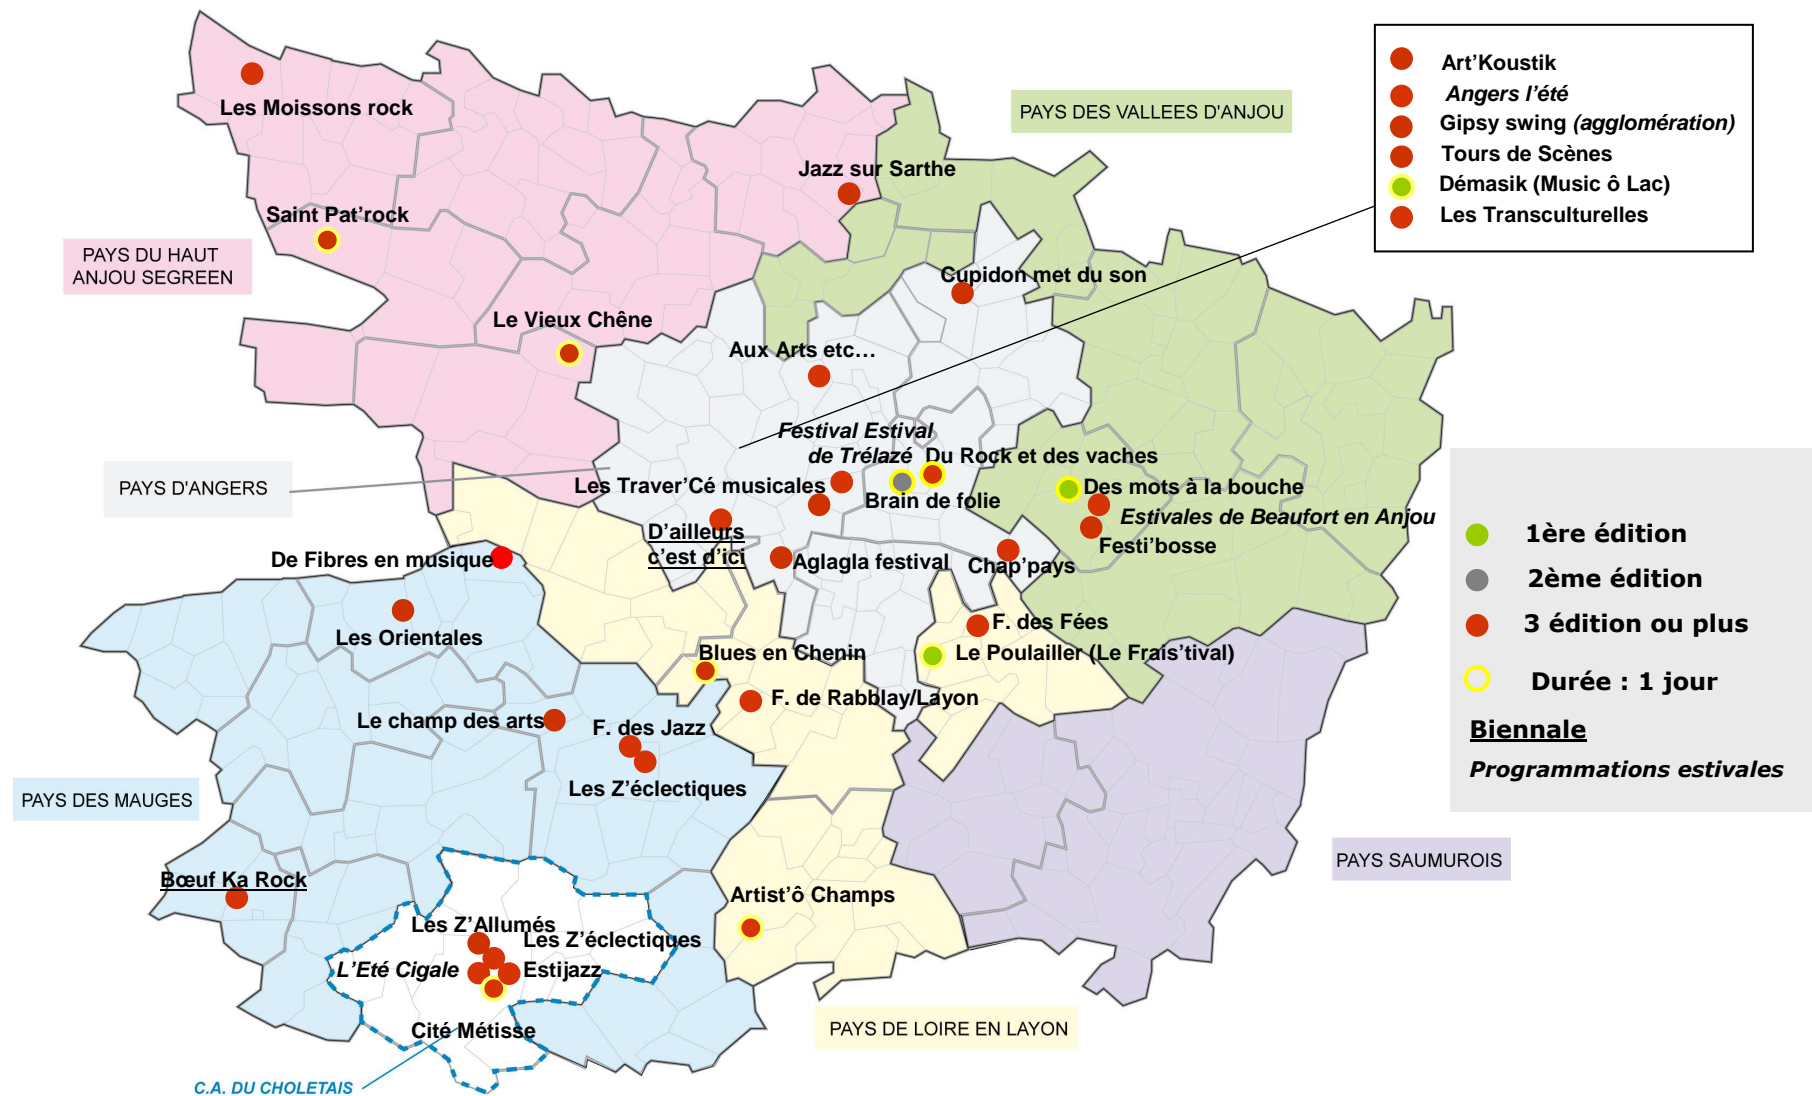 Art'Koustik
Angers l'été
Gipsy swing (agglomération)
Tours de Scènes
Démasik (Music ô Lac)
Les Transculturelles
Les Moissons rock
PAYS DES VALLEES D'ANJOU
Jazz sur Sarthe
Saint Pat'rock
PAYS DU HAUT
ANJOU SEGREEN
Cupidon met du son
Le Vieux Chêne
Aux Arts etc…
Festival Estival
de Trélazé
Du Rock et des vaches
PAYS D'ANGERS
Les Traver'Cé musicales
Brain de folie
Des mots à la bouche
Estivales de Beaufort en Anjou
Festi'bosse
D'ailleurs
c'est d'ici
De Fibres en musique
Aglagla festival
Chap'pays
Les Orientales
F. des Fées
Blues en Chenin
Le Poulailler (Le Frais'tival)
F. de Rabblay/Layon
Le champ des arts
F. des Jazz
Les Z'éclectiques
PAYS DES MAUGES
1ère édition
2ème édition
3 édition ou plus
Durée : 1 jour
Biennale
Programmations estivales
PAYS SAUMUROIS
Bœuf Ka Rock
Artist'ô Champs
Les Z'Allumés
Les Z'éclectiques
L'Eté Cigale
Estijazz
Cité Métisse
PAYS DE LOIRE EN LAYON
C.A. DU CHOLETAIS